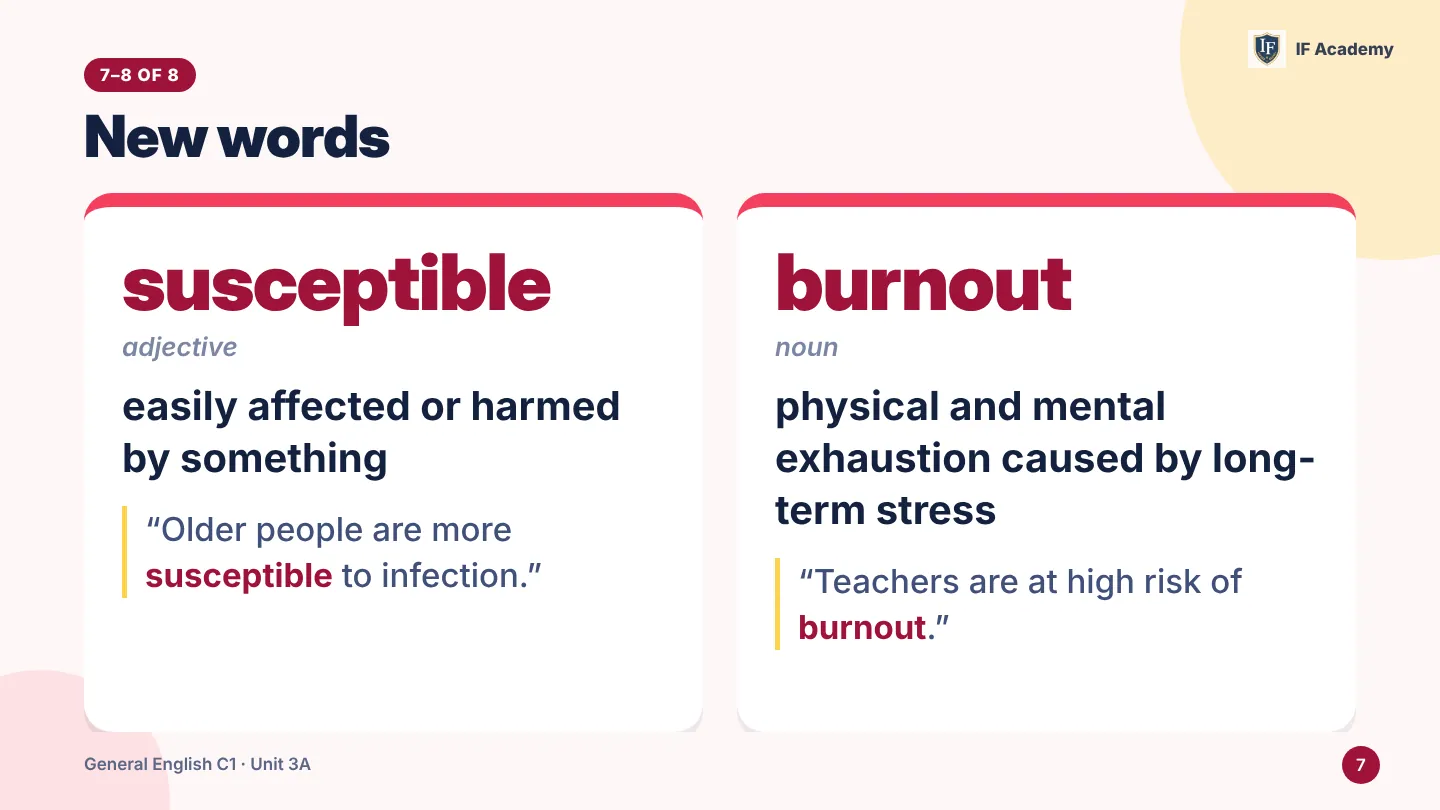 IF
IF Academy
7–8 OF 8
New words
susceptible
adjective
easily affected or harmed
by something
“Older people are more
susceptible to infection.”
burnout
noun
physical and mental
exhaustion caused by long-
term stress
“Teachers are at high risk of
burnout.”
General English C1 · Unit 3A
7